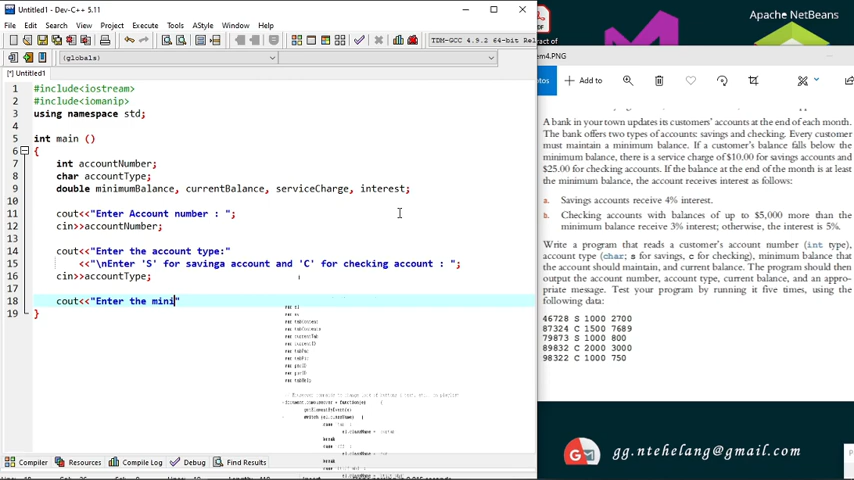 Untitled1 - Dev-C++ 5.11
File Edit Search View Project Execute Tools AStyle Window Help
TDM-GCC 4.9.2 64-bit Rel
(globals)
[*] Untitled1
1 #include<iostream>
2 #include<iomanip>
3 using namespace std;
4
5 int main ()
6 {
7 int accountNumber;
8 char accountType;
9 double minimumBalance, currentBalance, serviceCharge, interest;
10
11 cout<<"Enter Account number : ";
12 cin>>accountNumber;
13
14 cout<<"Enter the account type:"
15 <<"\nEnter 'S' for savinga account and 'C' for checking account : ";
16 cin>>accountType;
17
18 cout<<"Enter the mini"
19 }
Compiler Resources Compile Log Debug Find Results
Apache NetBeans
ract of
em4.PNG
otos Add to
A bank in your town updates its customers' accounts at the end of each month.
The bank offers two types of accounts: savings and checking. Every customer
must maintain a minimum balance. If a customer's balance falls below the
minimum balance, there is a service charge of $10.00 for savings accounts and
$25.00 for checking accounts. If the balance at the end of the month is at least
the minimum balance, the account receives interest as follows:
a. Savings accounts receive 4% interest.
b. Checking accounts with balances of up to $5,000 more than the
minimum balance receive 3% interest; otherwise, the interest is 5%.
Write a program that reads a customer's account number (int type),
account type (char; s for savings, c for checking), minimum balance that
the account should maintain, and current balance. The program should then
output the account number, account type, current balance, and an appro-
priate message. Test your program by running it five times, using the
following data:
46728 S 1000 2700
87324 C 1500 7689
79873 S 1000 800
89832 C 2000 3000
98322 C 1000 750
gg.ntehelang@gmail.com